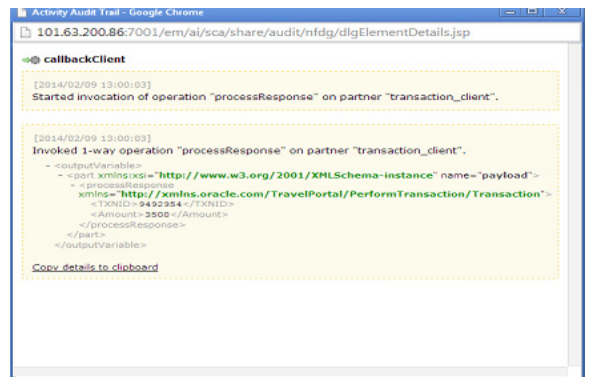 Activity Audit Trail - Google Chrome
101.63.200.86:7001/em/ai/sca/share/audit/nfdg/dlgElementDetails.jsp
callbackClient
[2014/02/09 13:00:03]
Started invocation of operation "processResponse" on partner "transaction_client".
[2014/02/09 13:00:03]
Invoked 1-way operation "processResponse" on partner "transaction_client".
- <outputVariable>
- <part xmlns:xsi="http://www.w3.org/2001/XMLSchema-instance" name="payload">
- <processResponse
xmlns="http://xmlns.oracle.com/TravelPortal/PerformTransaction/Transaction">
<TXNID>9492954</TXNID>
<Amount>3500</Amount>
</processResponse>
</part>
</outputVariable>
Copy details to clipboard